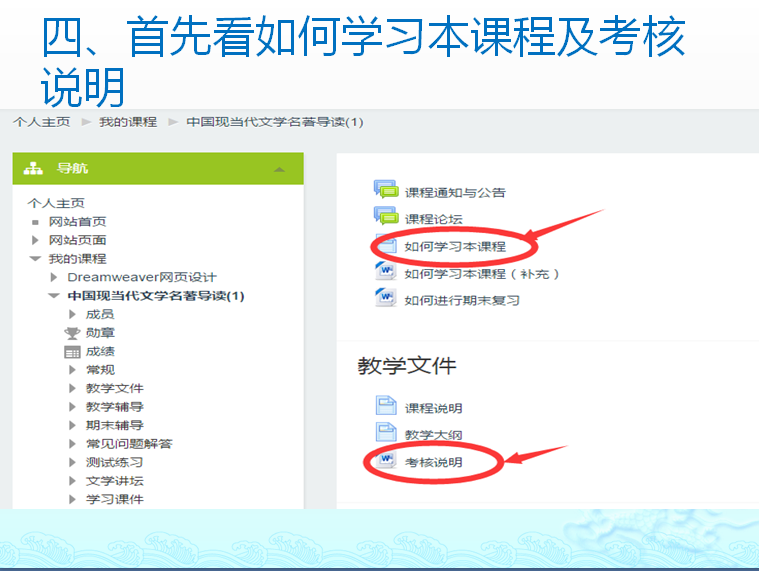 四、首先看如何学习本课程及考核
说明
个人主页 我的课程 中国现当代文学名著导读(1)
导航
个人主页
网站首页
网站页面
我的课程
Dreamweaver网页设计
中国现当代文学名著导读(1)
成员
勋章
成绩
常规
教学文件
教学辅导
期末辅导
常见问题解答
测试练习
文学讲坛
学习课件
课程通知与公告
课程论坛
如何学习本课程
如何学习本课程（补充）
如何进行期末复习
教学文件
课程说明
教学大纲
考核说明